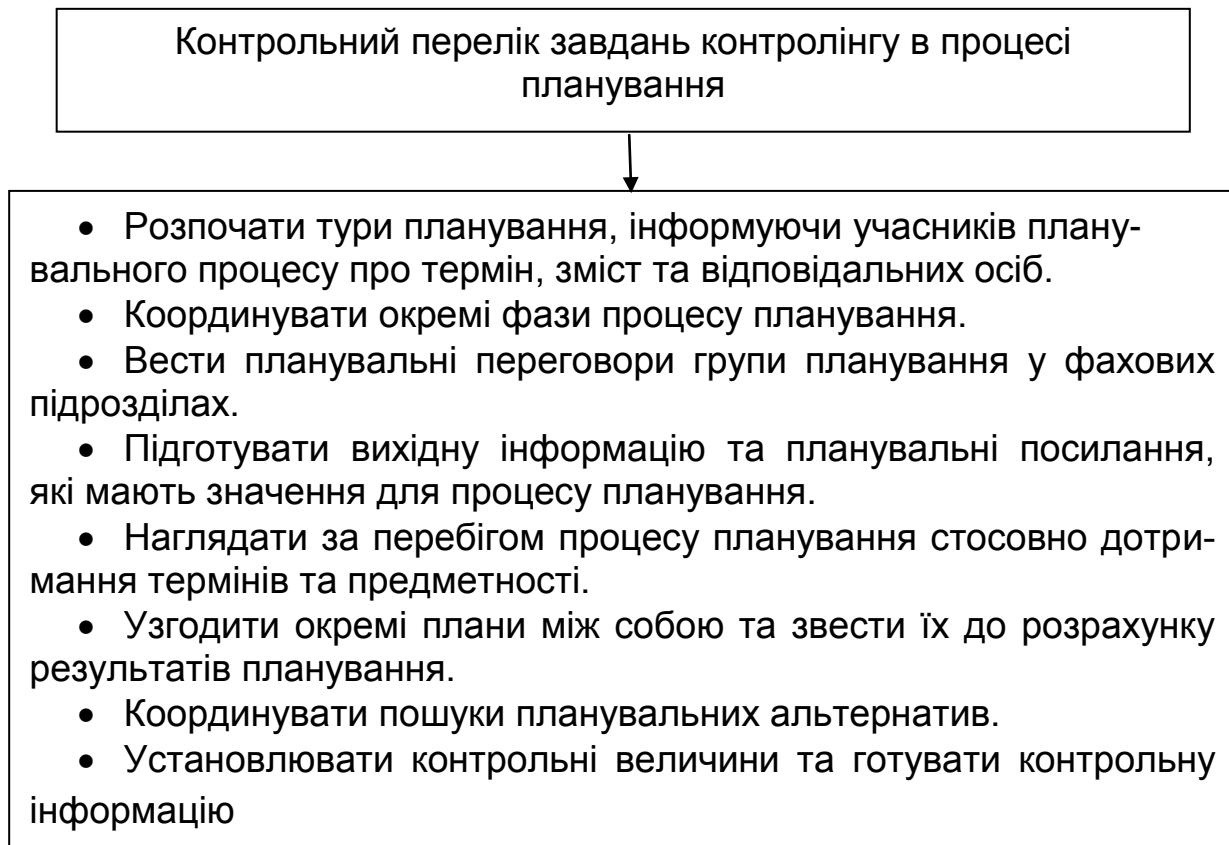 Контрольний перелік завдань контролінгу в процесі
планування
• Розпочати тури планування, інформуючи учасників плану-
вального процесу про термін, зміст та відповідальних осіб.
• Координувати окремі фази процесу планування.
• Вести планувальні переговори групи планування у фахових
підрозділах.
• Підготувати вихідну інформацію та планувальні посилання,
які мають значення для процесу планування.
• Наглядати за перебігом процесу планування стосовно дотри-
мання термінів та предметності.
• Узгодити окремі плани між собою та звести їх до розрахунку
результатів планування.
• Координувати пошуки планувальних альтернатив.
• Установлювати контрольні величини та готувати контрольну
інформацію